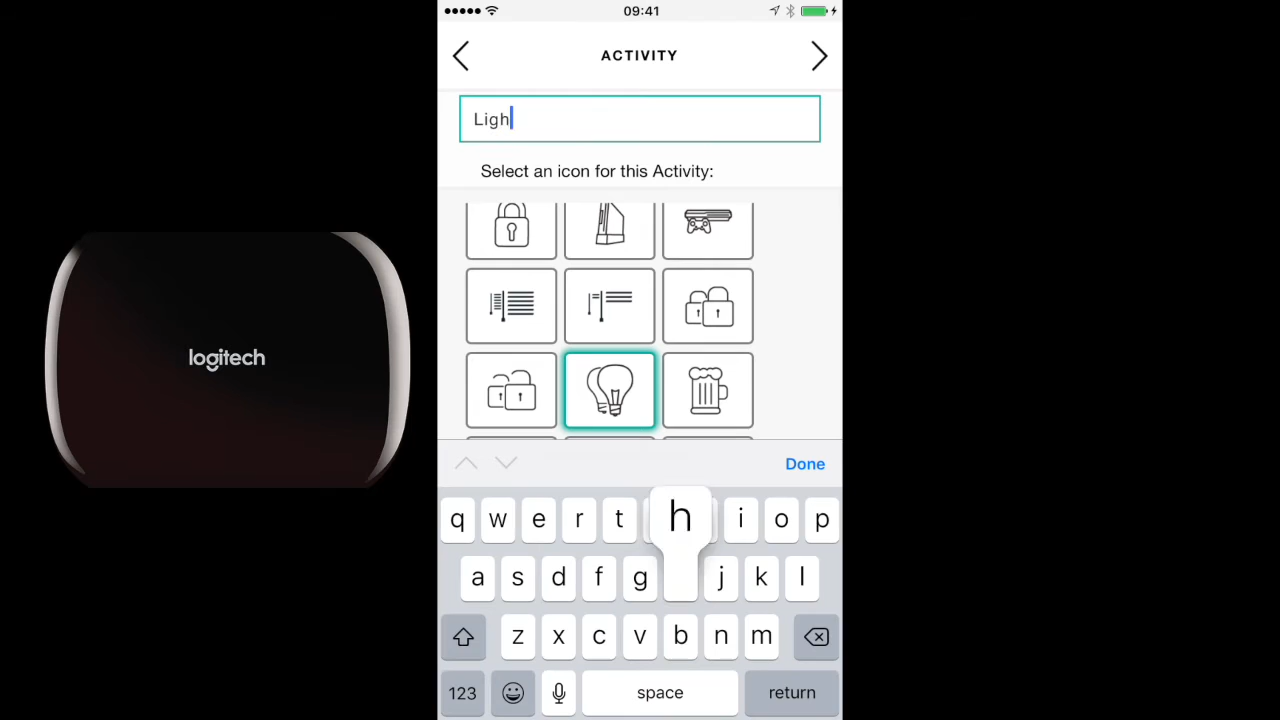 09:41
ACTIVITY
Ligh
Select an icon for this Activity:
logitech
Done
q w e r t h i o p
a s d f g j k l
z x c v b n m
123 space return